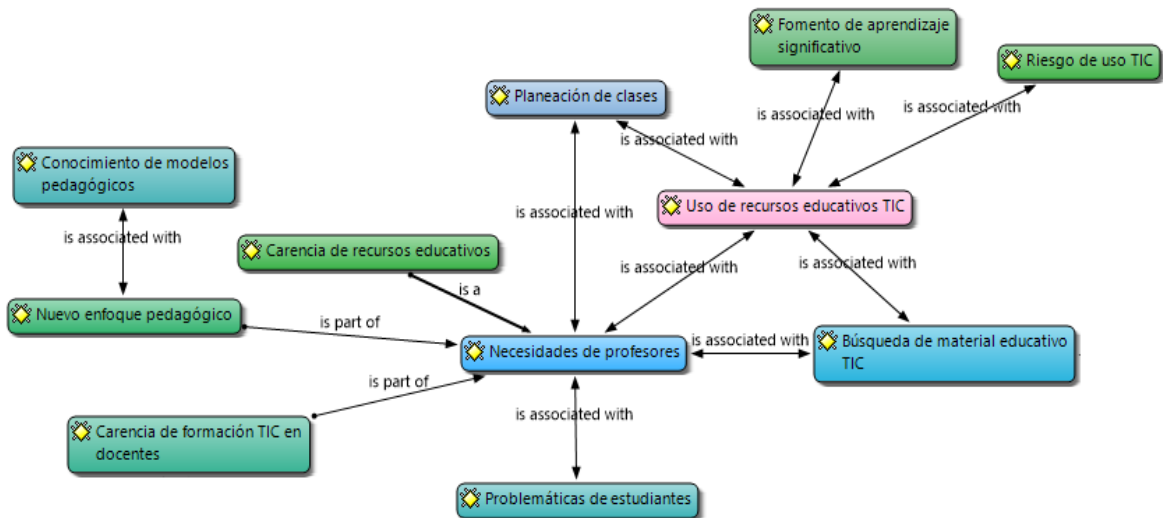 Fomento de aprendizaje
significativo
Riesgo de uso TIC
Planeación de clases
is associated with
is associated with
is associated with
Conocimiento de modelos
pedagógicos
Uso de recursos educativos TIC
is associated with
is associated with
Carencia de recursos educativos
is associated with
is associated with
is a
Nuevo enfoque pedagógico
is part of
Necesidades de profesores
is associated with
Búsqueda de material educativo
TIC
is part of
is associated with
Carencia de formación TIC en
docentes
Problemáticas de estudiantes